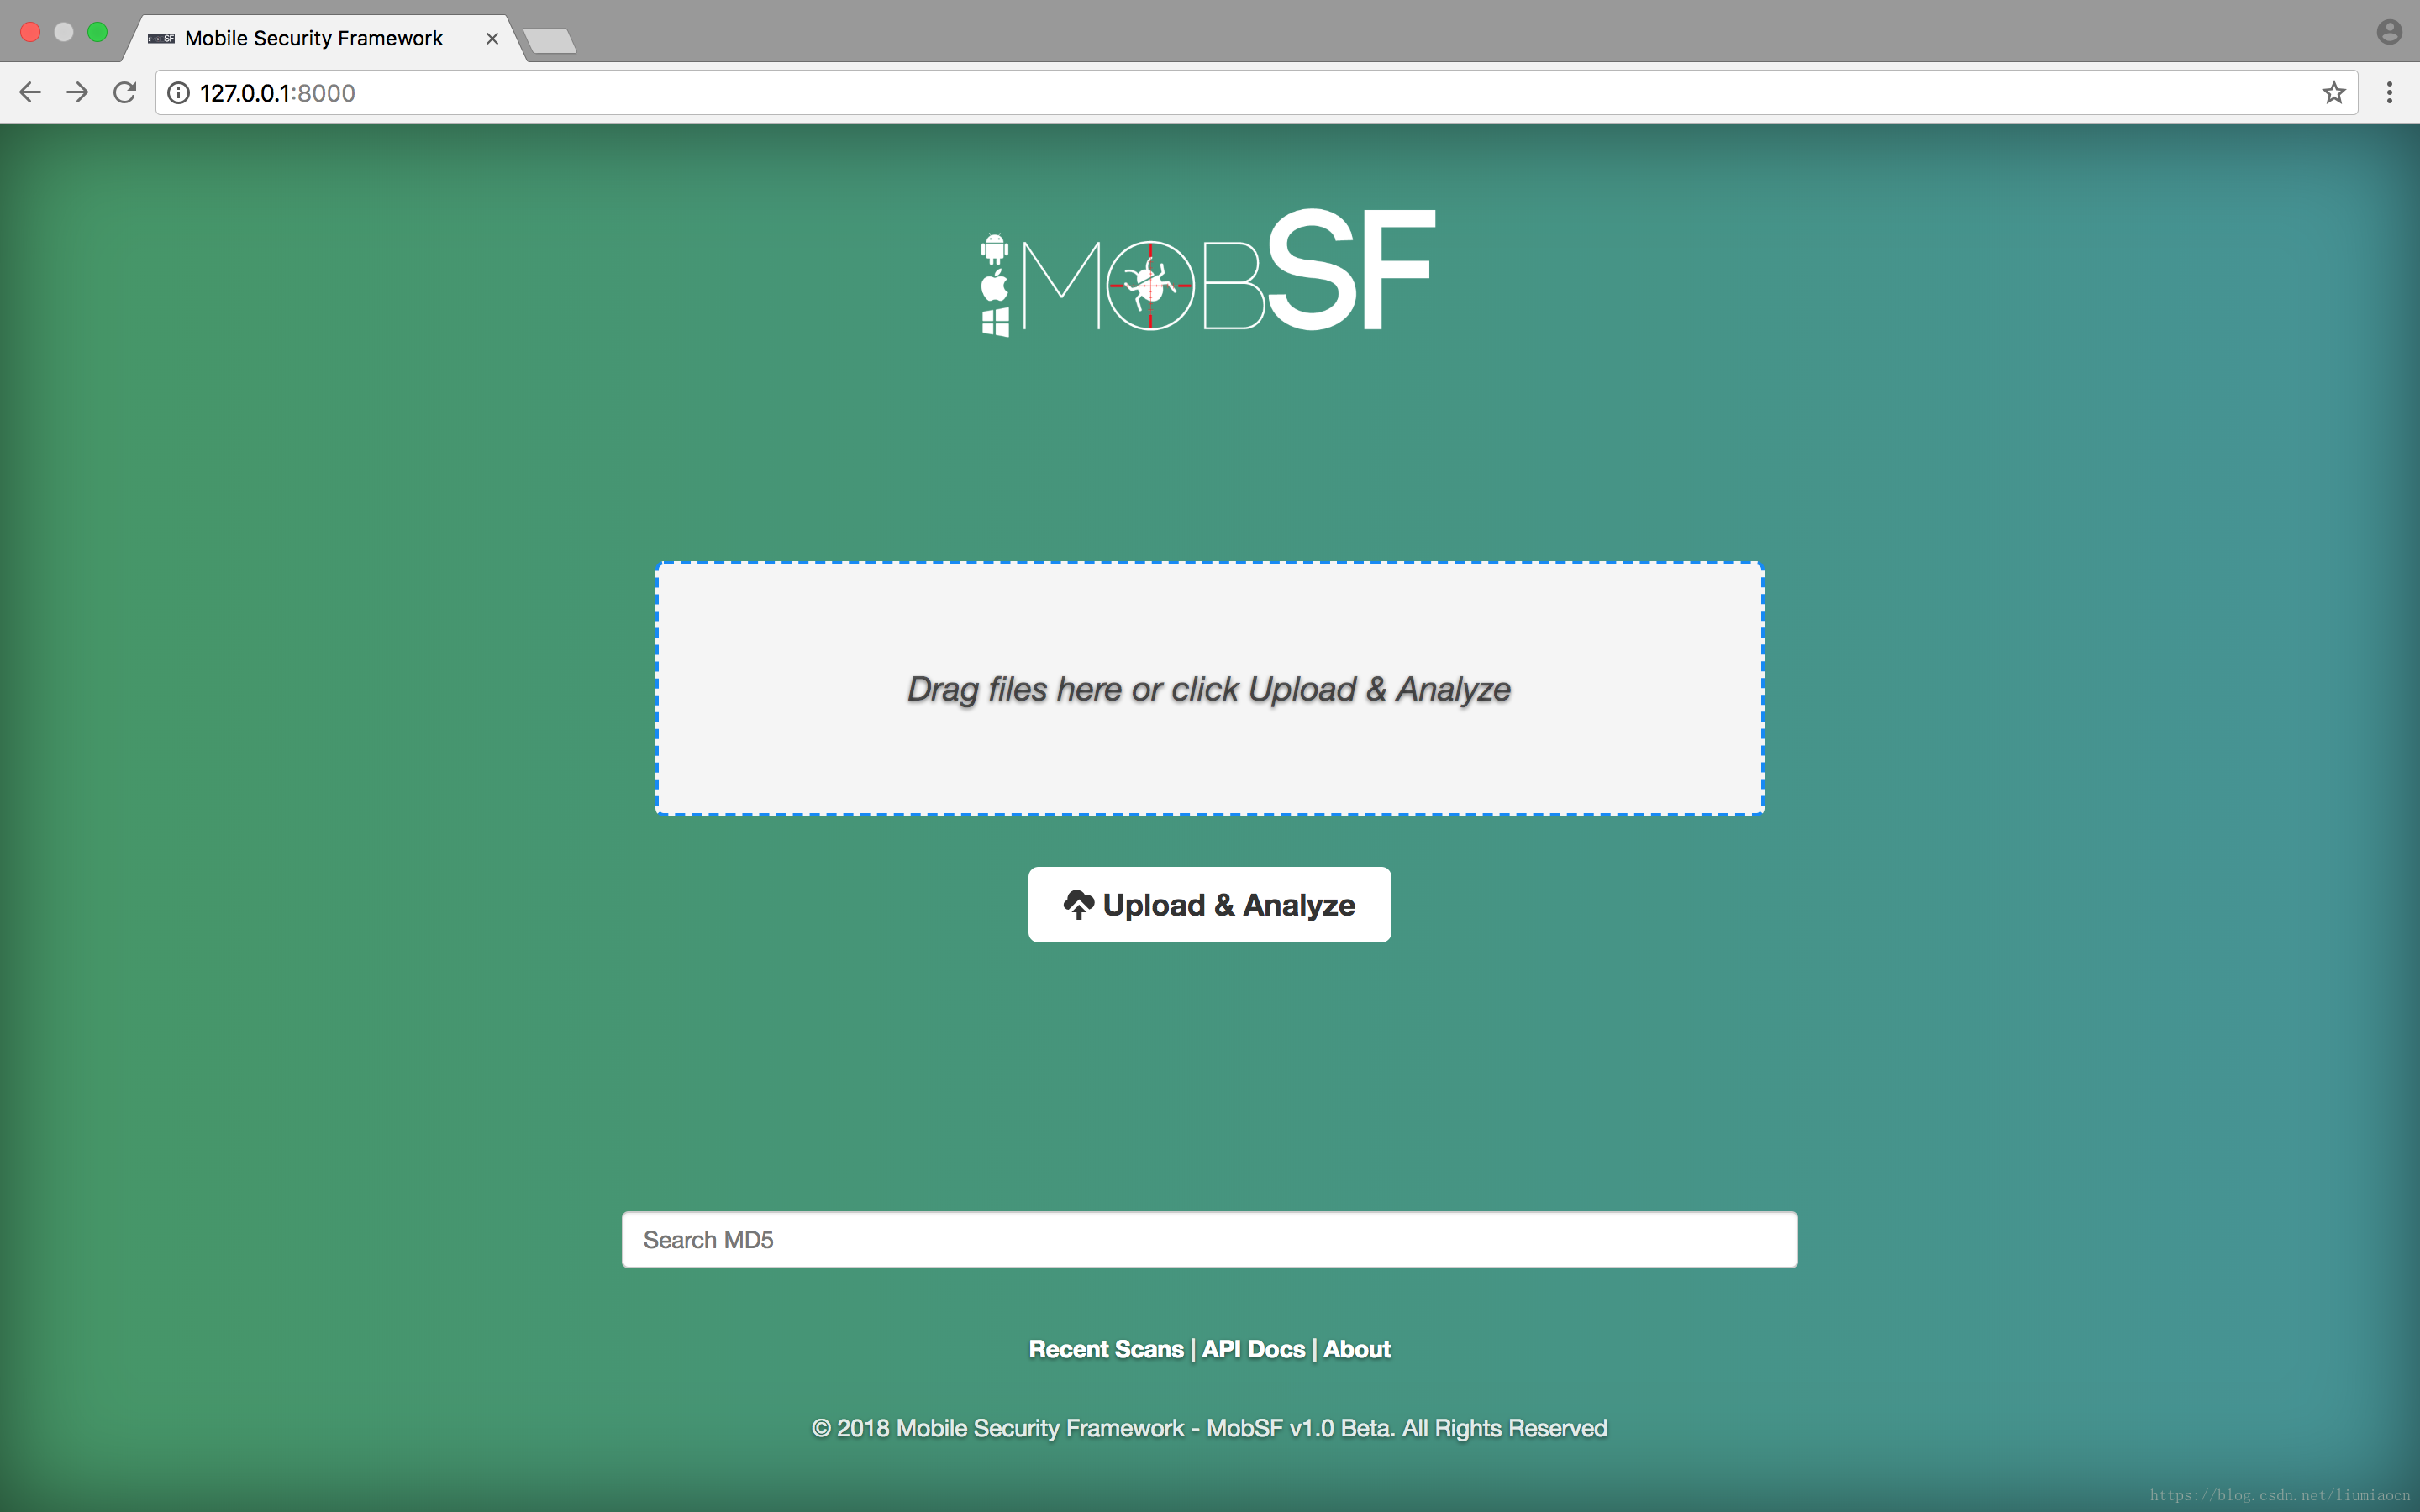 SF Mobile Security Framework
127.0.0.1:8000
MOBSF
Drag files here or click Upload & Analyze
Upload & Analyze
Search MD5
Recent Scans | API Docs | About
© 2018 Mobile Security Framework - MobSF v1.0 Beta. All Rights Reserved
https://blog.csdn.net/liumiaocn